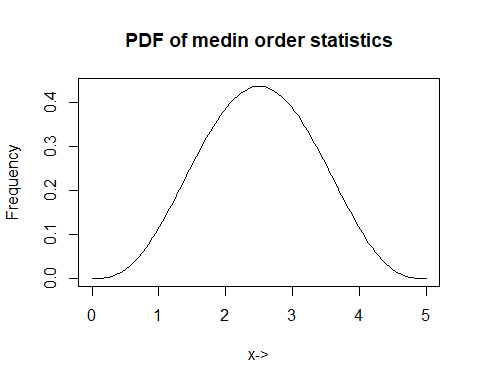 PDF of medin order statistics
Frequency
0.4
0.3
0.2
0.1
0.0
0 1 2 3 4 5
x->